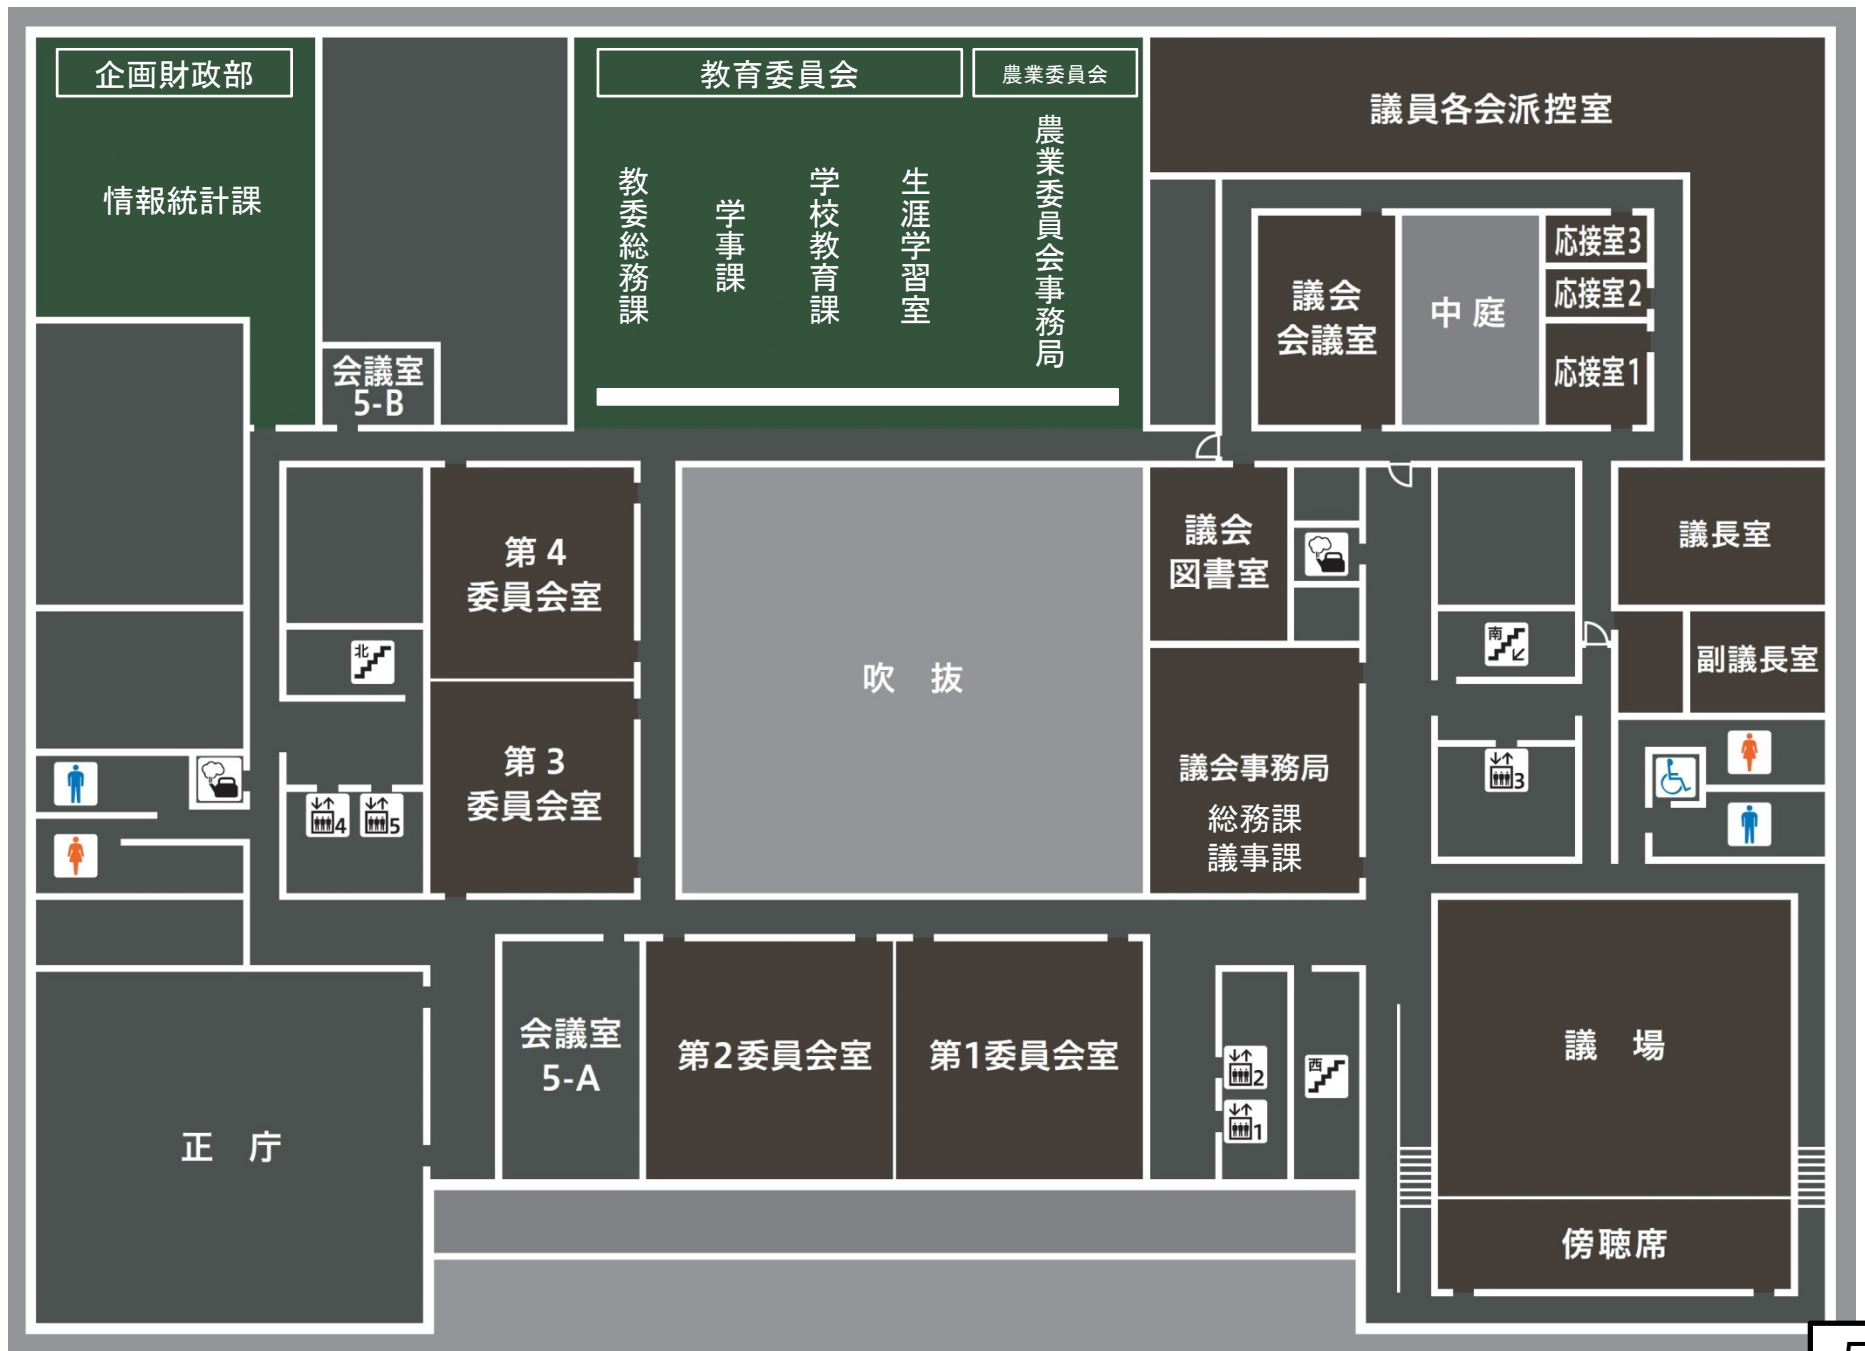 企画財政部
教育委員会
農業委員会
情報統計課
教委総務課
学事課
学校教育課
生涯学習室
農業委員会事務局
議員各会派控室
会議室
5-B
議会
会議室
中庭
応接室3
応接室2
応接室1
第4
委員会室
議会
図書室
議長室
北
吹 抜
南
副議長室
第3
委員会室
議会事務局
総務課
議事課
4
5
3
会議室
5-A
第2委員会室
第1委員会室
2
1
西
議 場
正 庁
傍聴席